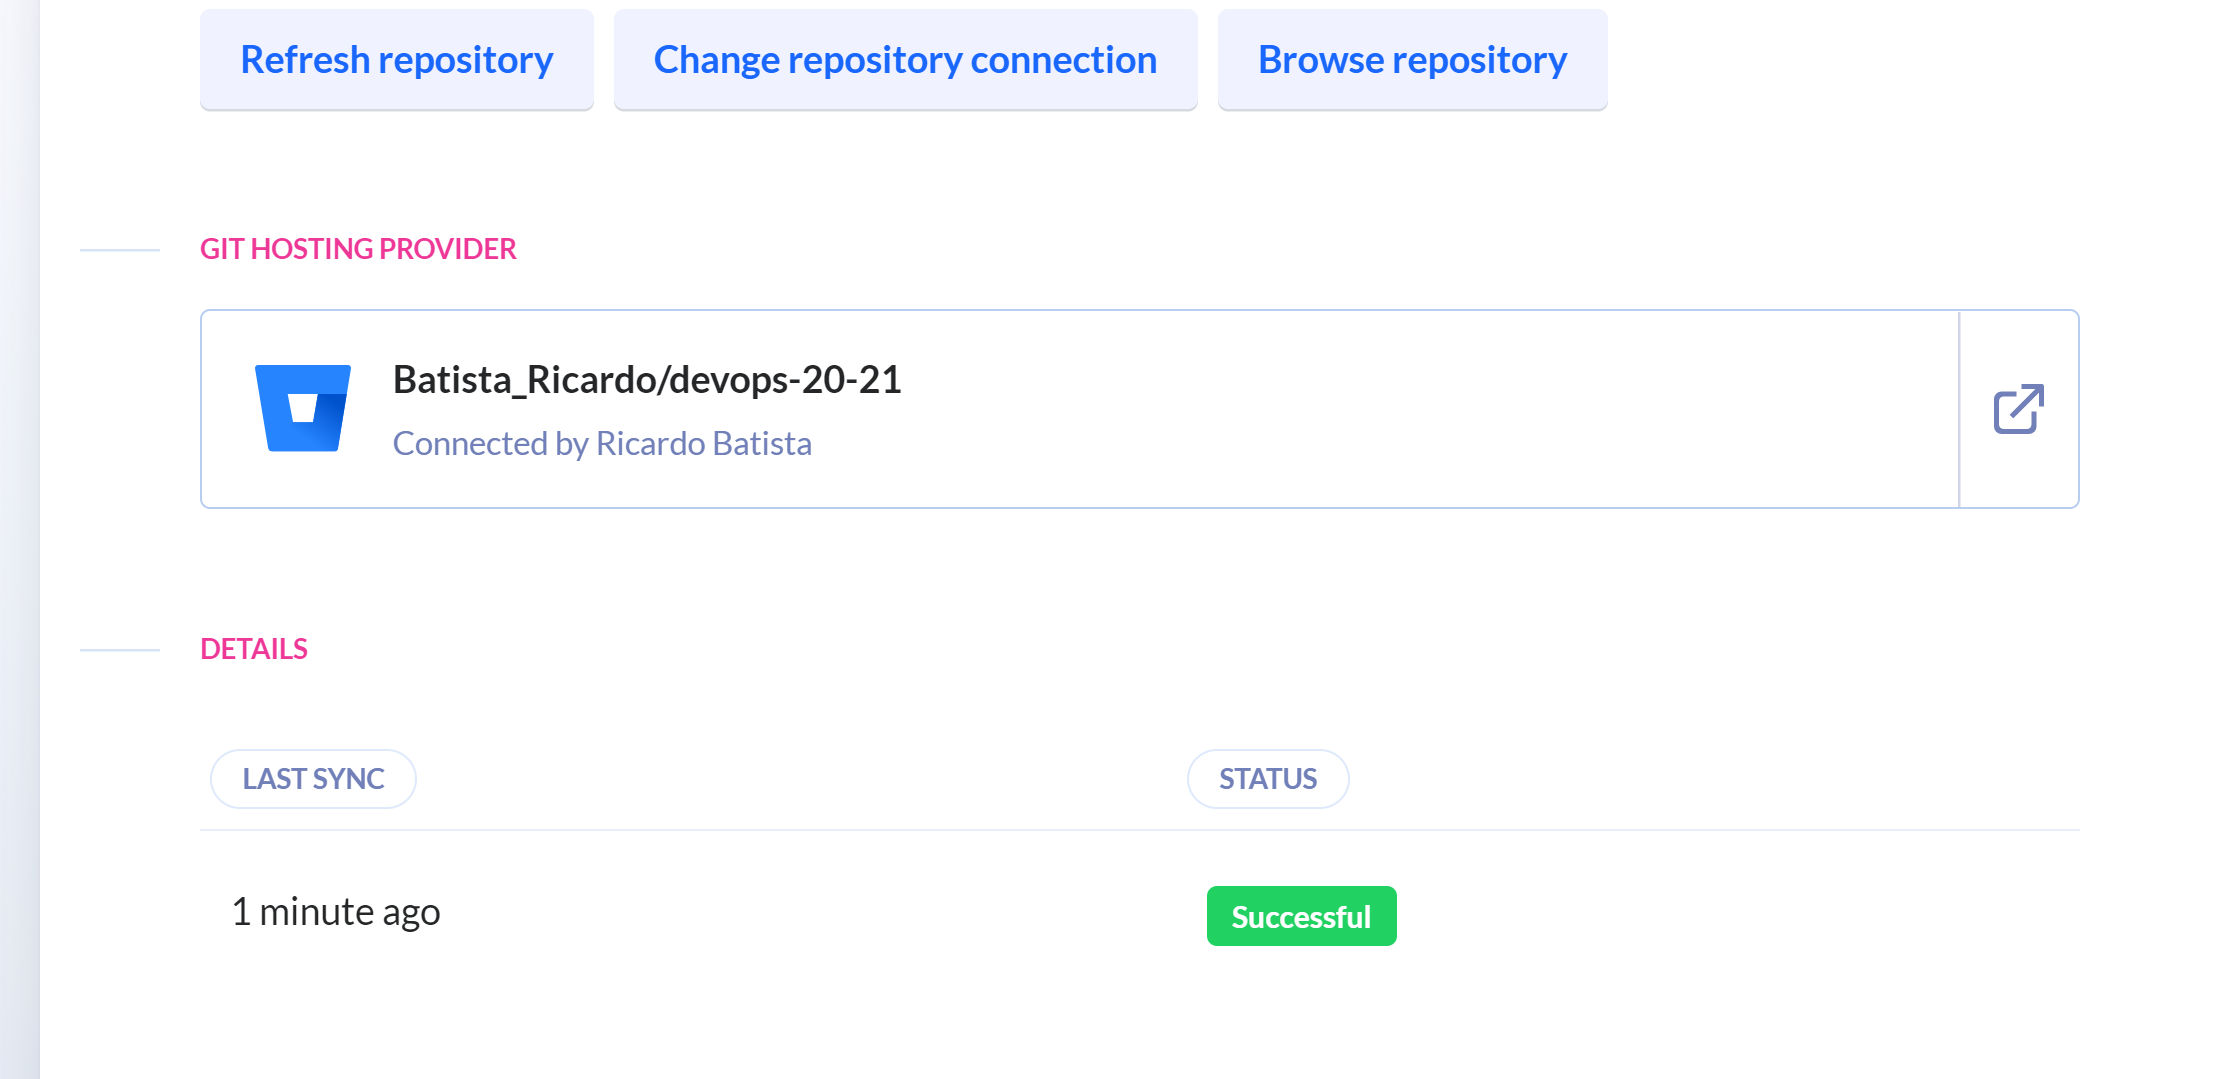 Refresh repository Change repository connection Browse repository
GIT HOSTING PROVIDER
Batista_Ricardo/devops-20-21
Connected by Ricardo Batista
DETAILS
LAST SYNC STATUS
1 minute ago Successful